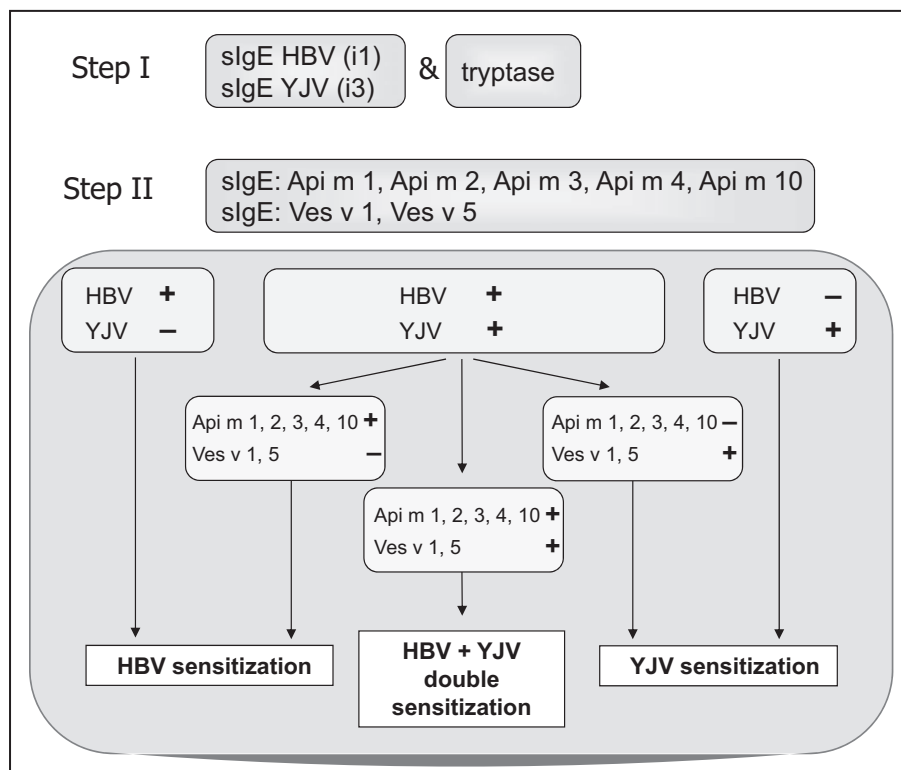 Step I
sIgE HBV (i1)
sIgE YJV (i3)
&
tryptase
Step II
sIgE: Api m 1, Api m 2, Api m 3, Api m 4, Api m 10
sIgE: Ves v 1, Ves v 5
HBV +
YJV –
HBV +
YJV +
HBV –
YJV +
Api m 1, 2, 3, 4, 10 +
Ves v 1, 5 –
Api m 1, 2, 3, 4, 10 –
Ves v 1, 5 +
Api m 1, 2, 3, 4, 10 +
Ves v 1, 5 +
HBV sensitization
HBV + YJV
double
sensitization
YJV sensitization